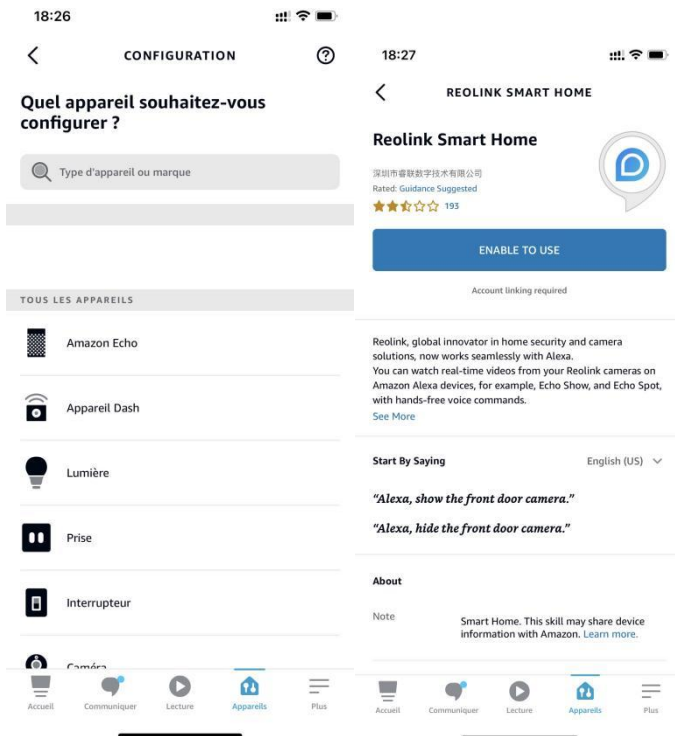 18:26
CONFIGURATION
Quel appareil souhaitez-vous
configurer ?
Type d'appareil ou marque
TOUS LES APPAREILS
Amazon Echo
Appareil Dash
Lumière
Prise
Interrupteur
Caméra
Accueil
Communiquer
Lecture
Appareils
Plus
18:27
REOLINK SMART HOME
Reolink Smart Home
深圳市睿联数字技术有限公司
Rated: Guidance Suggested
193
ENABLE TO USE
Account linking required
Reolink, global innovator in home security and camera
solutions, now works seamlessly with Alexa.
You can watch real-time videos from your Reolink cameras on
Amazon Alexa devices, for example, Echo Show, and Echo Spot,
with hands-free voice commands.
See More
Start By Saying
English (US)
“Alexa, show the front door camera.”
“Alexa, hide the front door camera.”
About
Note
Smart Home. This skill may share device
information with Amazon. Learn more.
Accueil
Communiquer
Lecture
Appareils
Plus